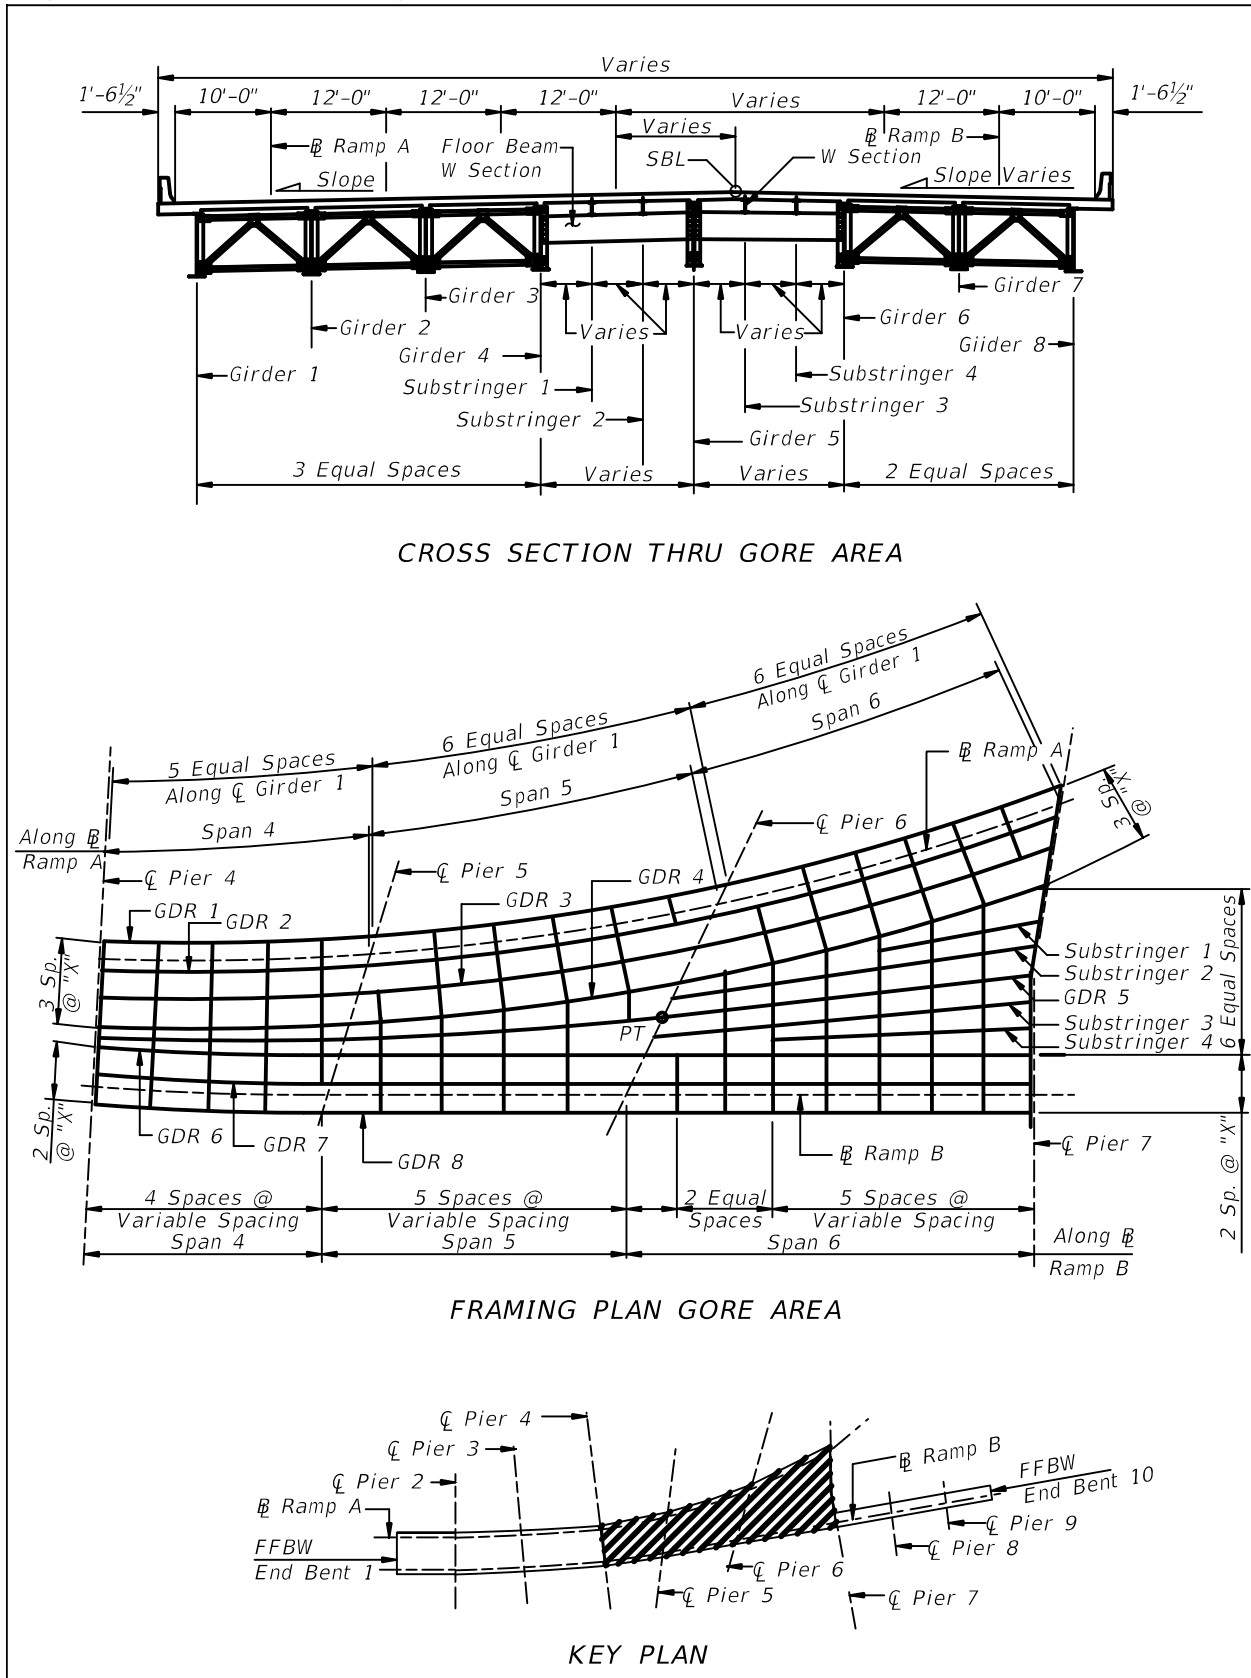 Varies
1'-6½" 10'-0" 12'-0" 12'-0" 12'-0" Varies 12'-0" 10'-0" 1'-6½"
Varies
℄ Ramp A Floor Beam SBL W Section ℄ Ramp B
Slope W Section Slope Varies
Girder 3 Girder 7
Girder 2 Varies Varies Girder 6
Girder 4 Giider 8
Girder 1 Substringer 4
Substringer 1
Substringer 3
Substringer 2
Girder 5
3 Equal Spaces Varies Varies 2 Equal Spaces
CROSS SECTION THRU GORE AREA
6 Equal Spaces
Along ℄ Girder 1
Span 6
6 Equal Spaces
Along ℄ Girder 1
Span 5
5 Equal Spaces
Along ℄ Girder 1
Span 4
Along ℄
Ramp A
℄ Ramp A
3 Sp.
@ "X"
℄ Pier 6
℄ Pier 5
℄ Pier 4
GDR 4
GDR 3
GDR 1
GDR 2
3 Sp.
@ "X"
Substringer 1
Substringer 2
GDR 5
Substringer 3
Substringer 4
6 Equal Spaces
PT
2 Sp.
@ "X"
GDR 6
GDR 7
GDR 8
℄ Ramp B
℄ Pier 7
2 Sp. @ "X"
4 Spaces @
Variable Spacing
Span 4
5 Spaces @
Variable Spacing
Span 5
2 Equal
Spaces
5 Spaces @
Variable Spacing
Span 6
Along ℄
Ramp B
FRAMING PLAN GORE AREA
℄ Pier 4
℄ Pier 3
℄ Pier 2
℄ Ramp A
FFBW
End Bent 1
℄ Ramp B
FFBW
End Bent 10
℄ Pier 9
℄ Pier 8
℄ Pier 6
℄ Pier 5
℄ Pier 7
KEY PLAN